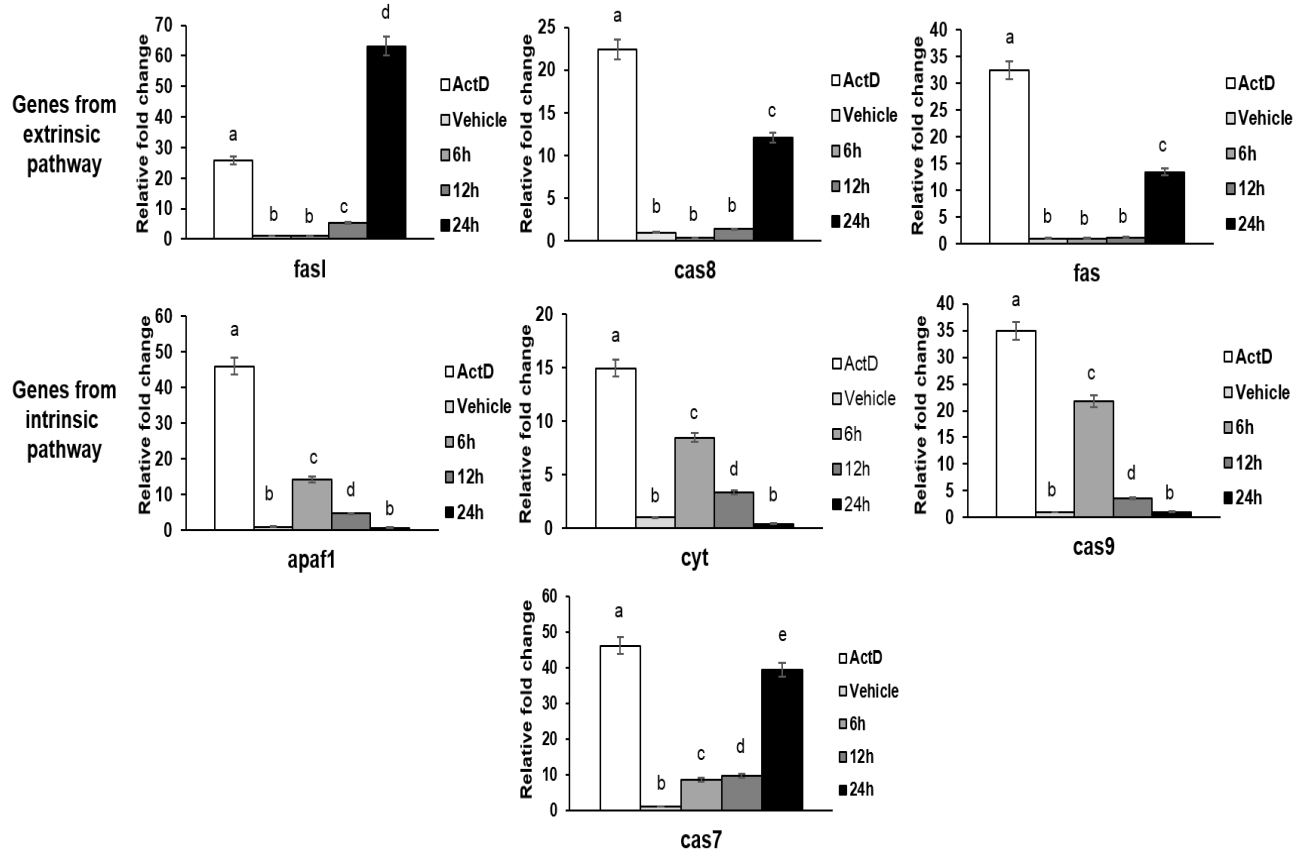 Genes from
extrinsic
pathway
Relative fold change
70
60
50
40
30
20
10
0
a
b
b
c
d
fasl
ActD
Vehicle
6h
12h
24h
Relative fold change
25
20
15
10
5
0
a
b
b
b
c
cas8
ActD
Vehicle
6h
12h
24h
Relative fold change
40
35
30
25
20
15
10
5
0
a
b
b
b
c
fas
ActD
Vehicle
6h
12h
24h
Genes from
intrinsic
pathway
Relative fold change
60
50
40
30
20
10
0
a
b
c
d
b
apaf1
ActD
Vehicle
6h
12h
24h
Relative fold change
20
15
10
5
0
a
b
c
d
b
cyt
ActD
Vehicle
6h
12h
24h
Relative fold change
40
35
30
25
20
15
10
5
0
a
b
c
d
b
cas9
ActD
Vehicle
6h
12h
24h
Relative fold change
60
50
40
30
20
10
0
a
b
c
d
e
cas7
ActD
Vehicle
6h
12h
24h